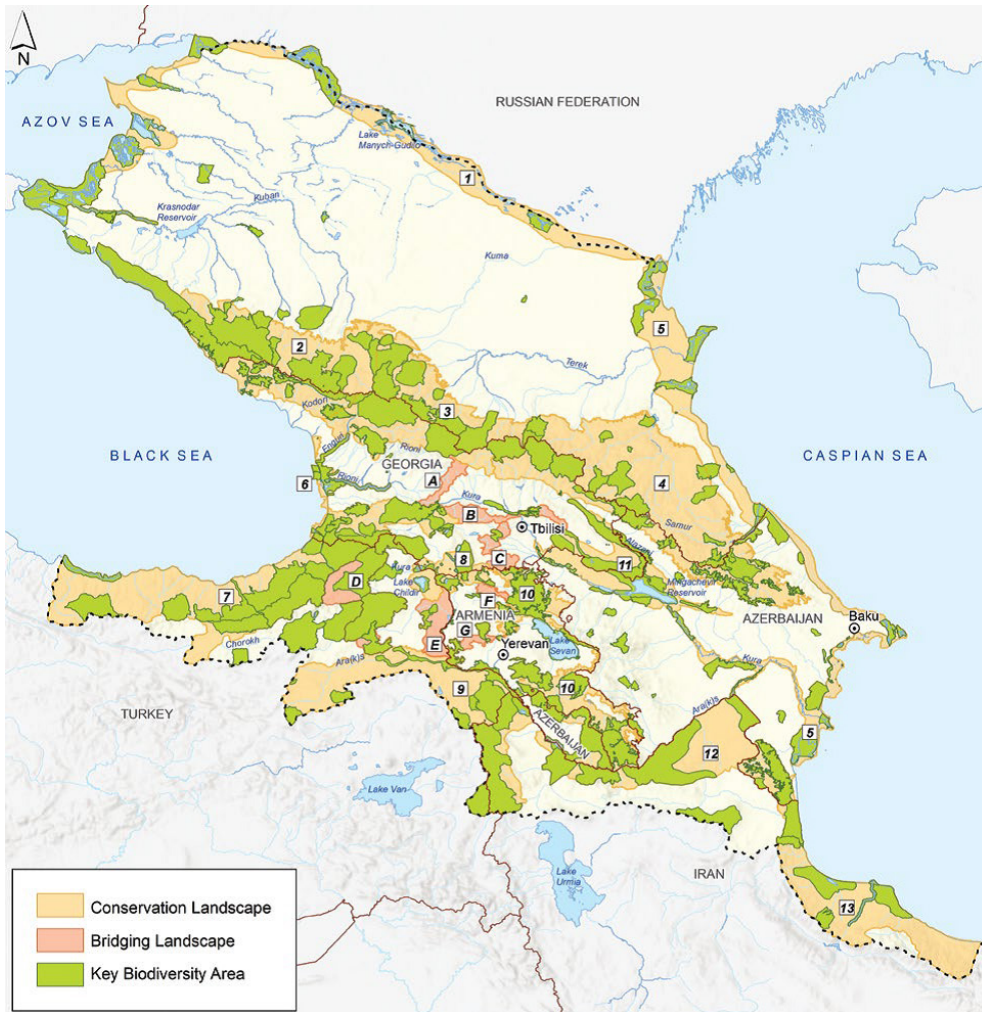 N
RUSSIAN FEDERATION
AZOV SEA
Lake
Manych-Gudilo
1
Kuban
Krasnodar
Reservoir
Kuma
5
2
Terek
Kodori
3
BLACK SEA
Enguri
Rioni
GEORGIA
CASPIAN SEA
6
Rioni
A
4
Kura
B
Tbilisi
Samur
Alazani
Kura
8
C
11
Lake
Childir
D
Mingachevir
Reservoir
7
F
10
ARMENIA
AZERBAIJAN
Baku
E
G
Lake
Sevan
Chorokh
Yerevan
Ara(k)s
Kura
9
10
Ara(k)s
TURKEY
AZERBAIJAN
12
5
Lake Van
IRAN
Lake
Urmia
13
Conservation Landscape
Bridging Landscape
Key Biodiversity Area